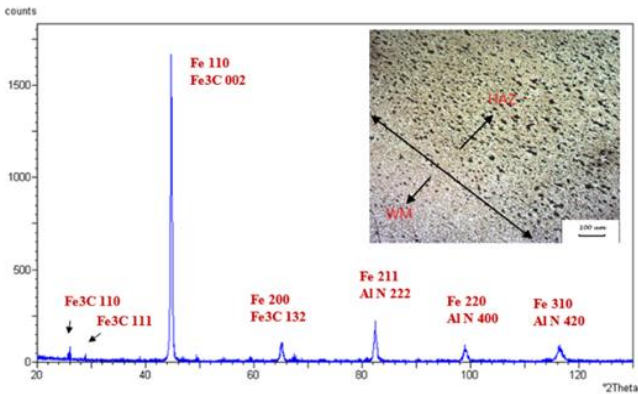 counts
1500
1000
500
0
20
40
60
80
100
120
°2Theta
Fe3C 110
Fe3C 111
Fe 110
Fe3C 002
Fe 200
Fe3C 132
Fe 211
Al N 222
Fe 220
Al N 400
Fe 310
Al N 420
HAZ
WM
100 um